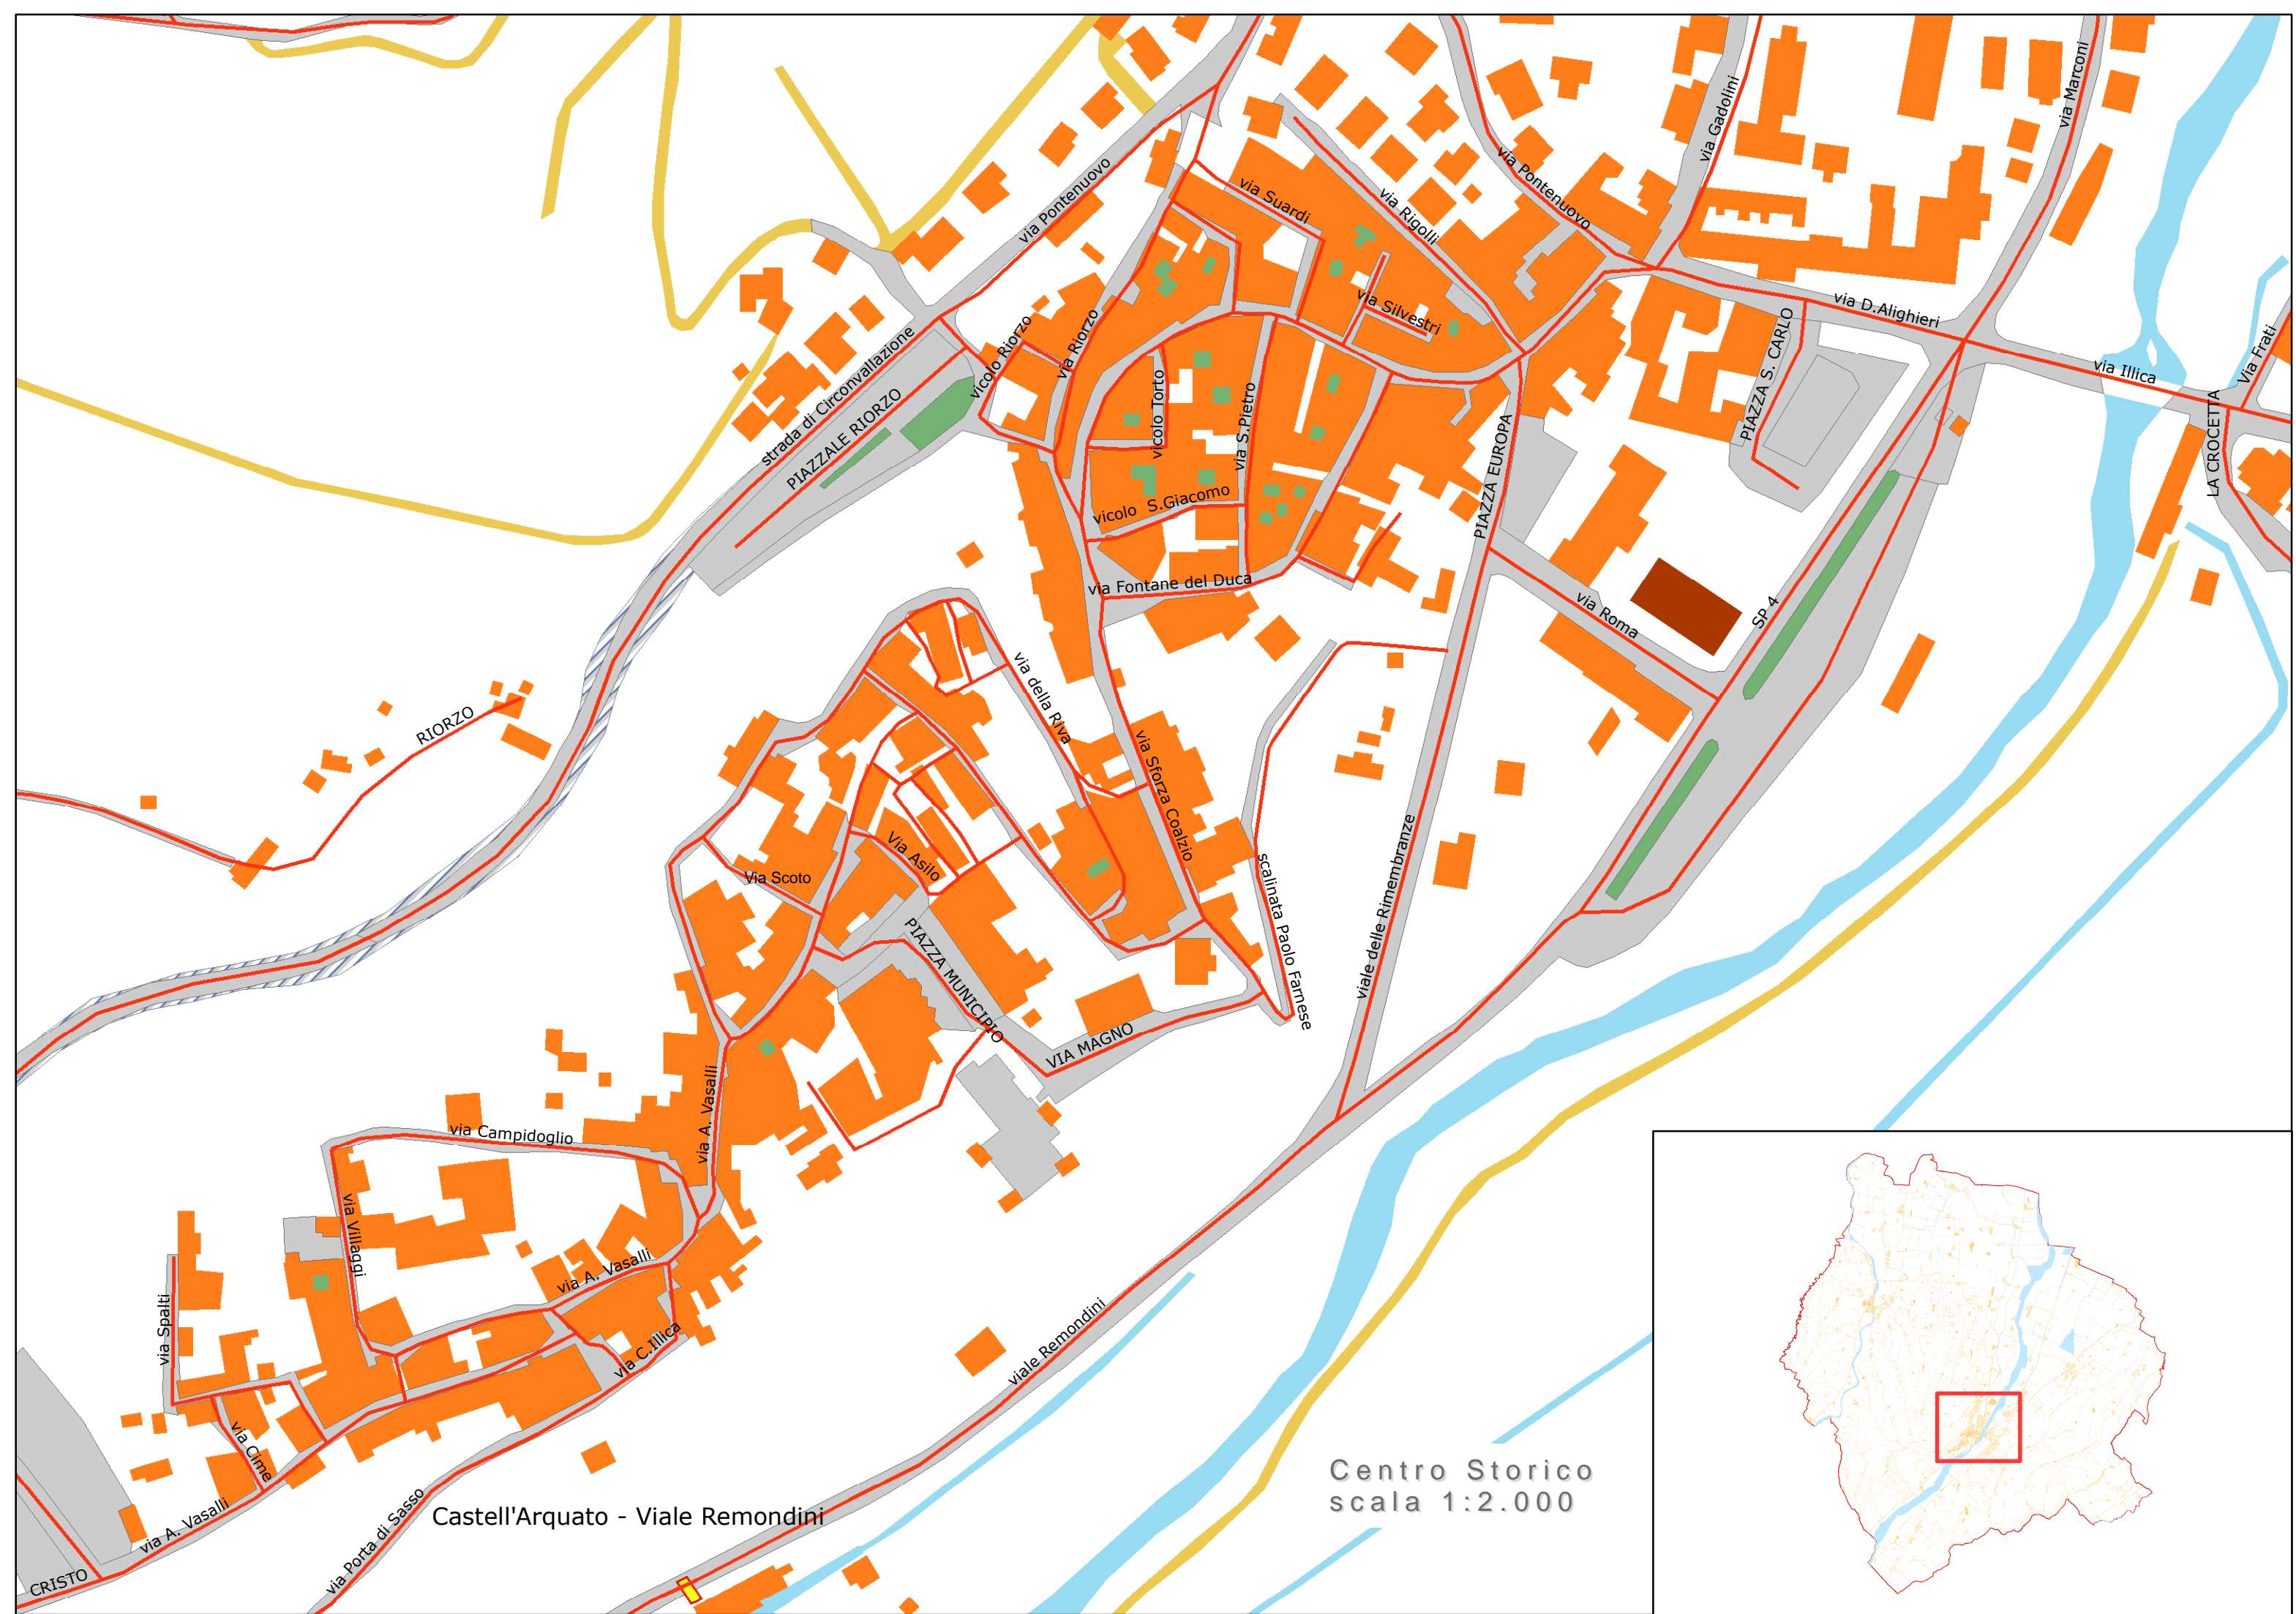 via Marconi
via Gadolini
via Pontenuovo
via Pontenuovo
via Suardi
via Rigolli
via Silvestri
via D.Alighieri
PIAZZA S. CARLO
via Illica
Via Frati
LA CROCETTA
strada di Circonvallazione
PIAZZALE RIORZO
vicolo Riorzo
via Riorzo
vicolo Torto
via S.Pietro
vicolo S.Giacomo
via Fontane del Duca
PIAZZA EUROPA
via Roma
SP 4
RIORZO
via della Riva
via Sforza Coalzio
Via Asilo
Via Scoto
scalinata Paolo Farnese
viale delle Rimembranze
PIAZZA MUNICIPIO
VIA MAGNO
via A. Vasalli
via Campidoglio
via Villaggi
via A. Vasalli
via Spalti
via C.Illica
viale Remondini
via Cime
via A. Vasalli
via Porta di Sasso
CRISTO
Castell'Arquato - Viale Remondini
Centro Storico
scala 1:2.000